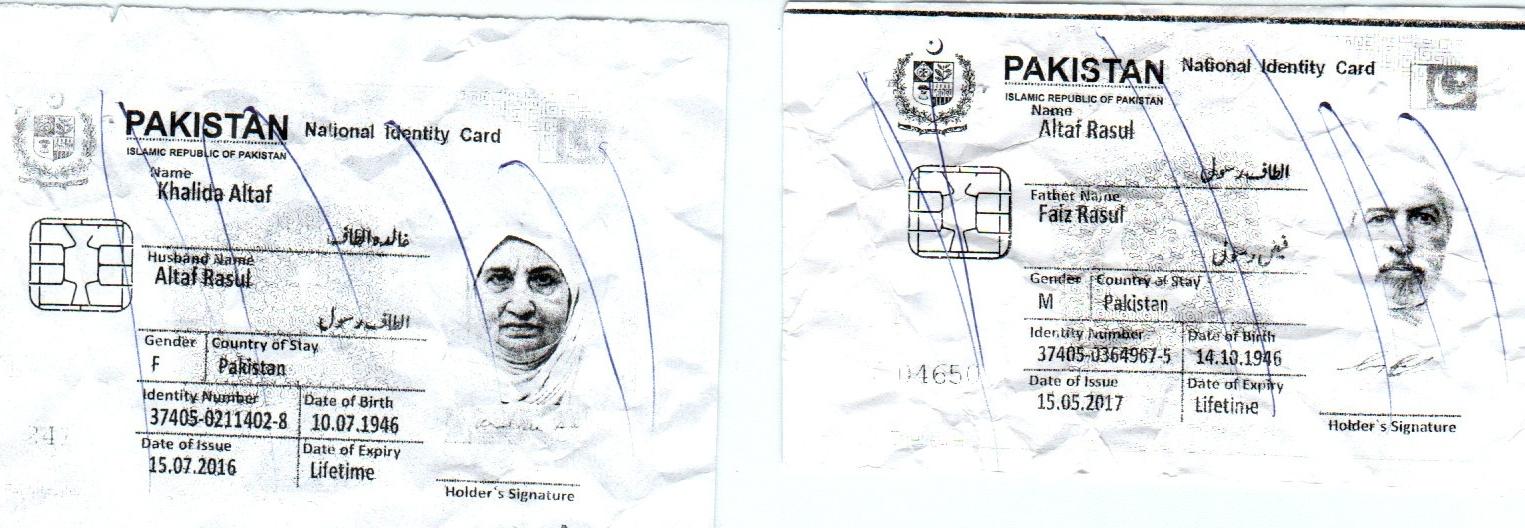 PAKISTAN National Identity Card
ISLAMIC REPUBLIC OF PAKISTAN
Name
Khalida Altaf
خالدہ الطاف
Husband Name
Altaf Rasul
الطاف رسول
Gender Country of Stay
F Pakistan
Identity Number Date of Birth
37405-0211402-8 10.07.1946
Date of Issue Date of Expiry
15.07.2016 Lifetime
Holder's Signature
PAKISTAN National Identity Card
ISLAMIC REPUBLIC OF PAKISTAN
Name
Altaf Rasul
الطاف رسول
Father Name
Faiz Rasul
فیض رسول
Gender Country of Stay
M Pakistan
Identity Number Date of Birth
37405-0364967-5 14.10.1946
Date of Issue Date of Expiry
15.05.2017 Lifetime
Holder's Signature